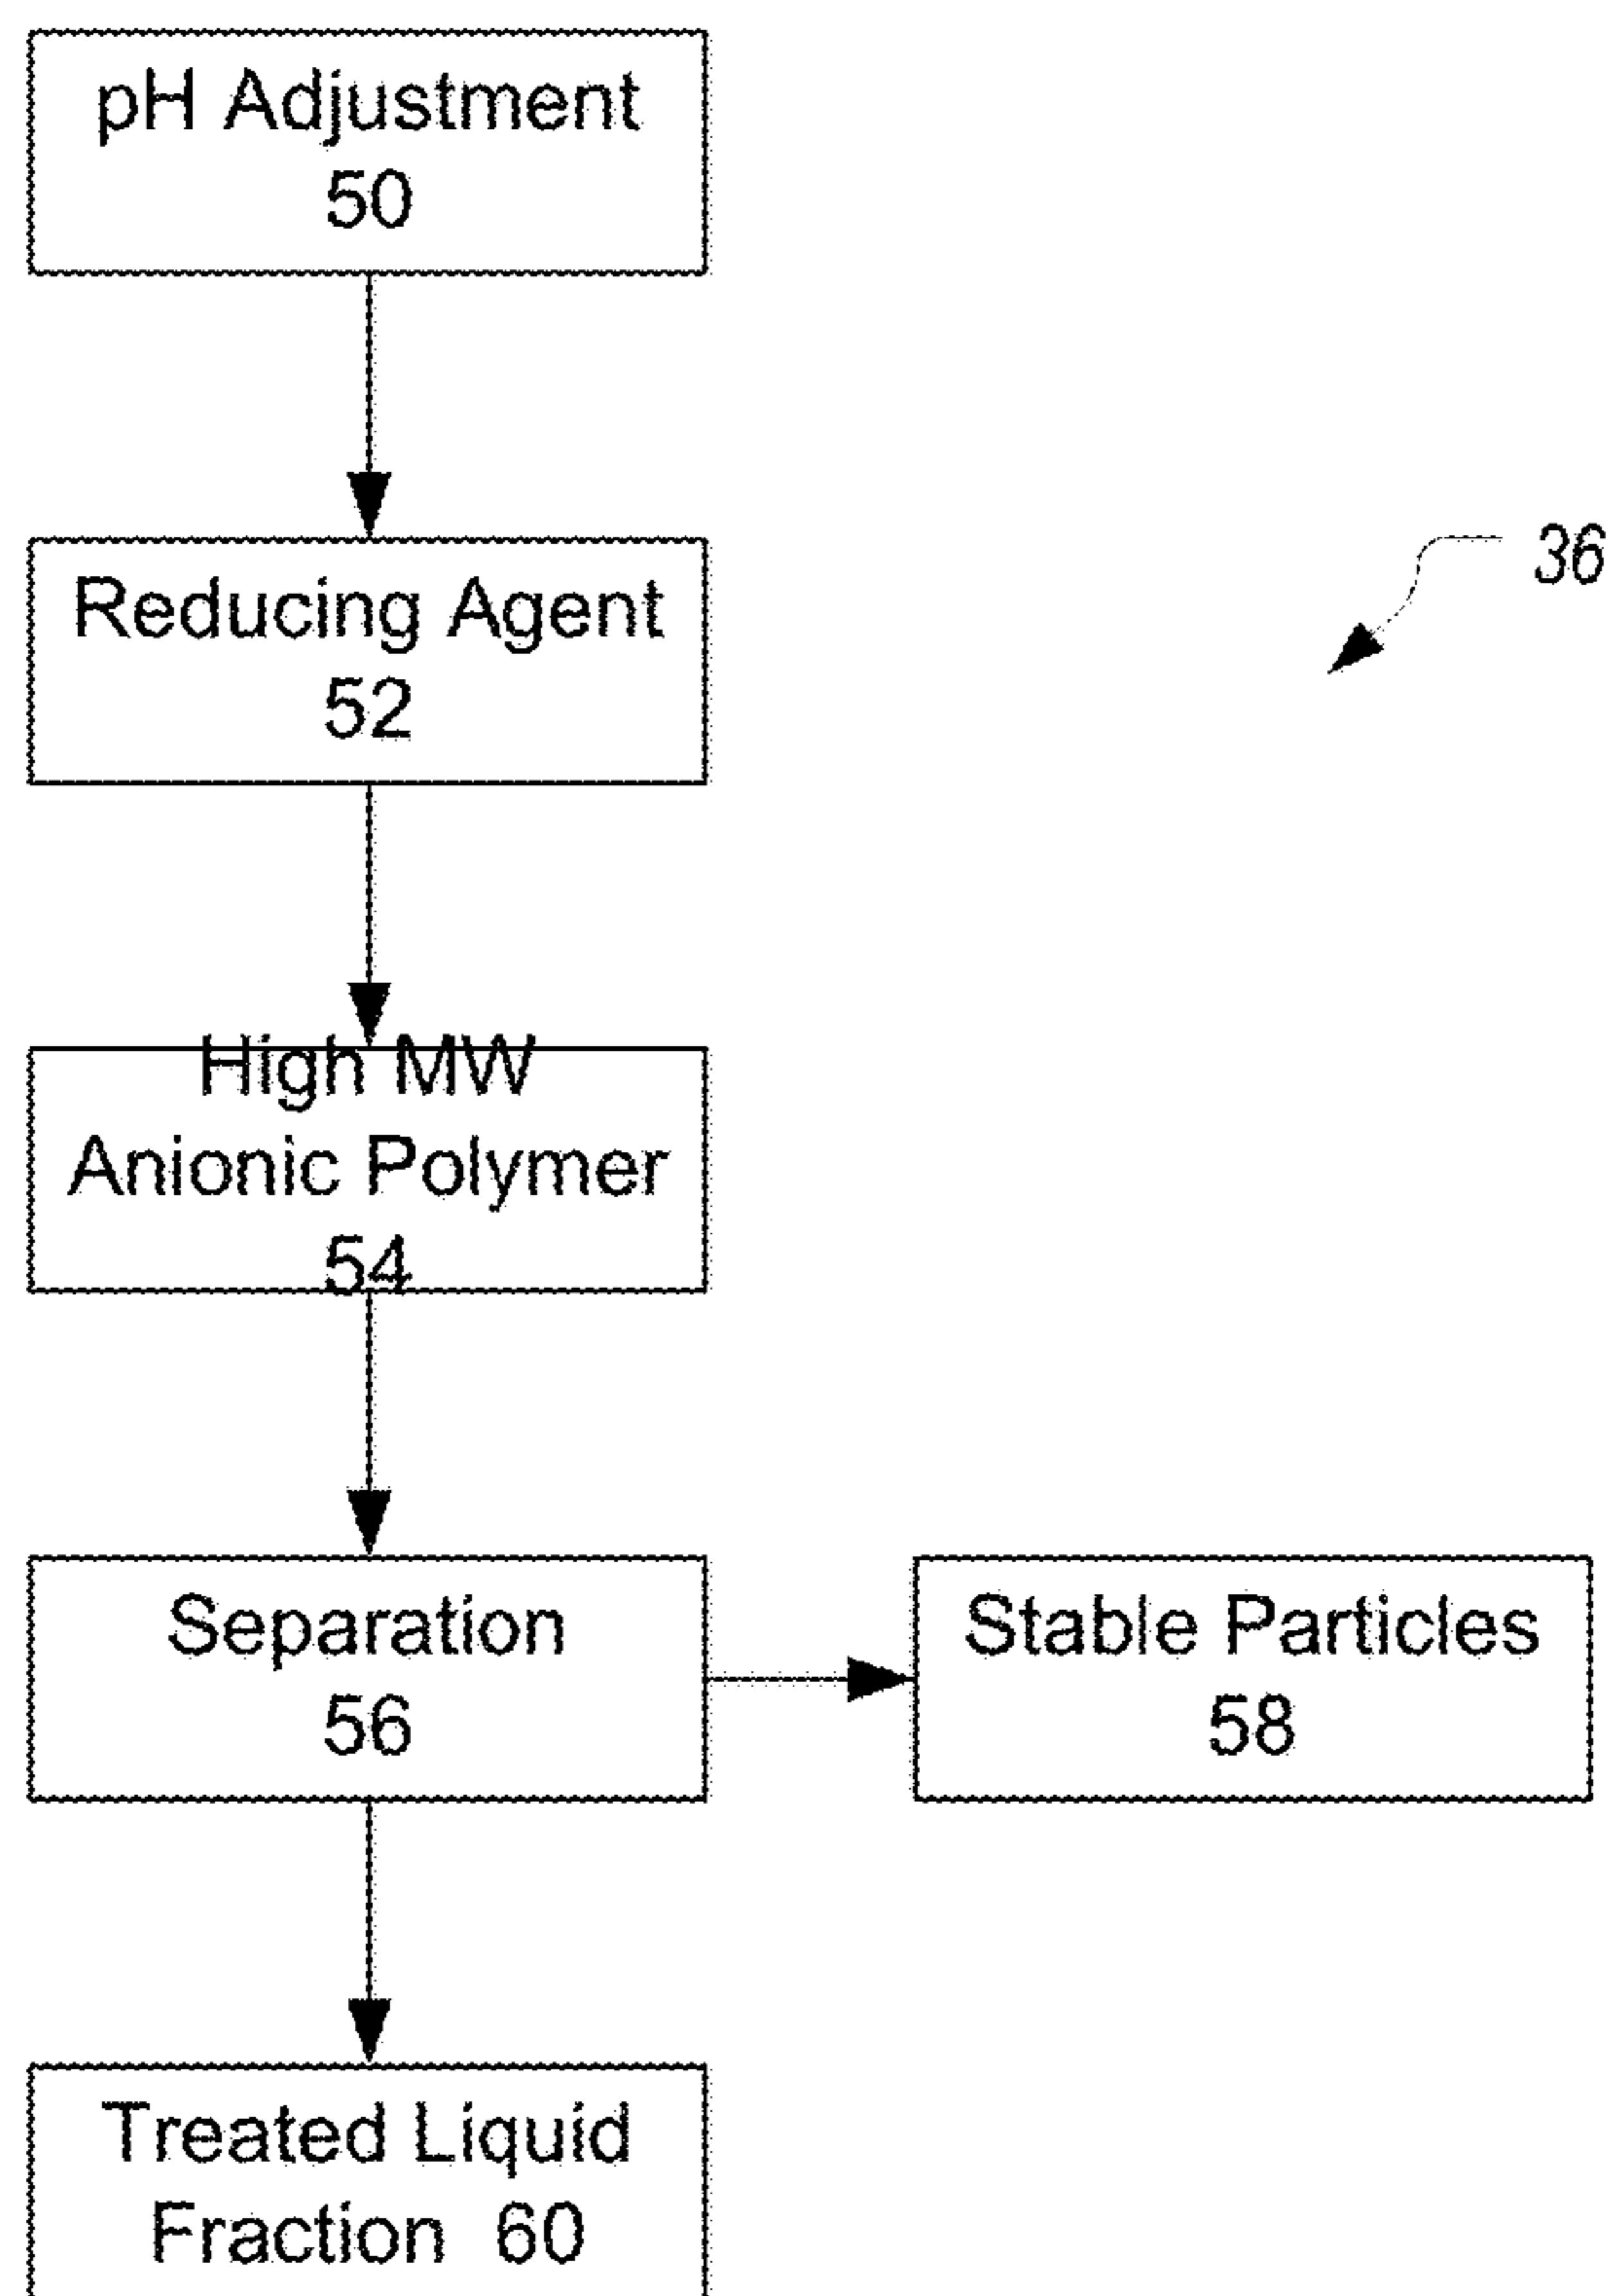 pH Adjustment
50
Reducing Agent
52
36
High MW
Anionic Polymer
54
Separation
56
Stable Particles
58
Treated Liquid
Fraction 60